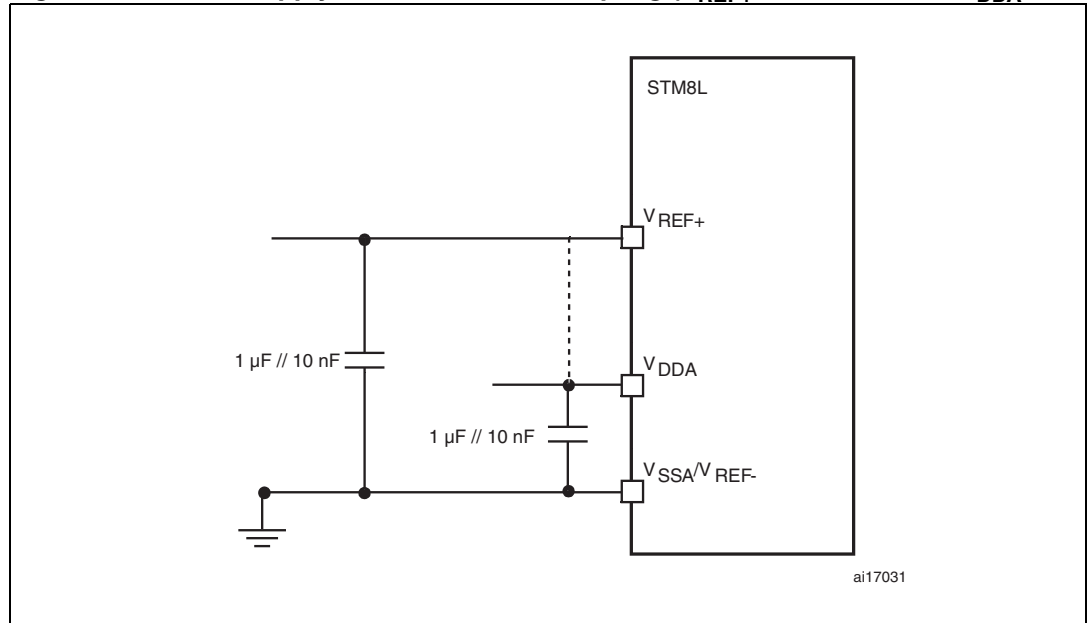 STM8L
VREF+
1 µF // 10 nF
VDDA
1 µF // 10 nF
VSSA/VREF-
ai17031